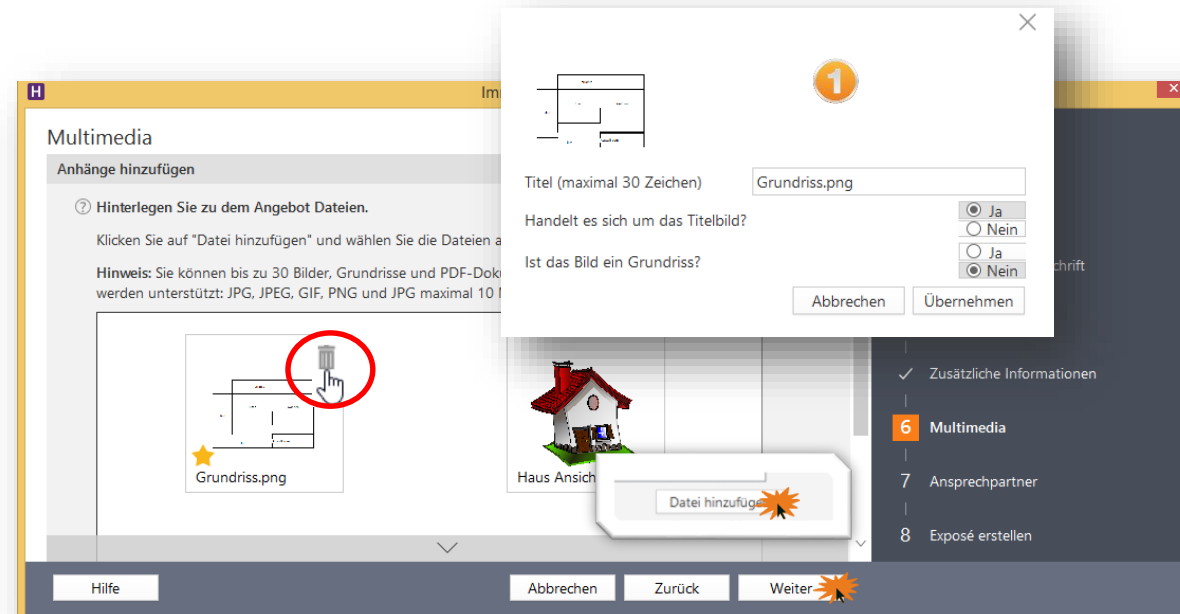 H
Im
1
Titel (maximal 30 Zeichen)
Grundriss.png
Handelt es sich um das Titelbild?
Ja
Nein
Ist das Bild ein Grundriss?
Ja
Nein
Abbrechen
Übernehmen
Multimedia
Anhänge hinzufügen
Hinterlegen Sie zu dem Angebot Dateien.
Klicken Sie auf "Datei hinzufügen" und wählen Sie die Dateien a
Hinweis: Sie können bis zu 30 Bilder, Grundrisse und PDF-Doku
werden unterstützt: JPG, JPEG, GIF, PNG und JPG maximal 10
Grundriss.png
Haus Ansich
Datei hinzufüge
chrift
Zusätzliche Informationen
6 Multimedia
7 Ansprechpartner
8 Exposé erstellen
Hilfe
Abbrechen
Zurück
Weiter